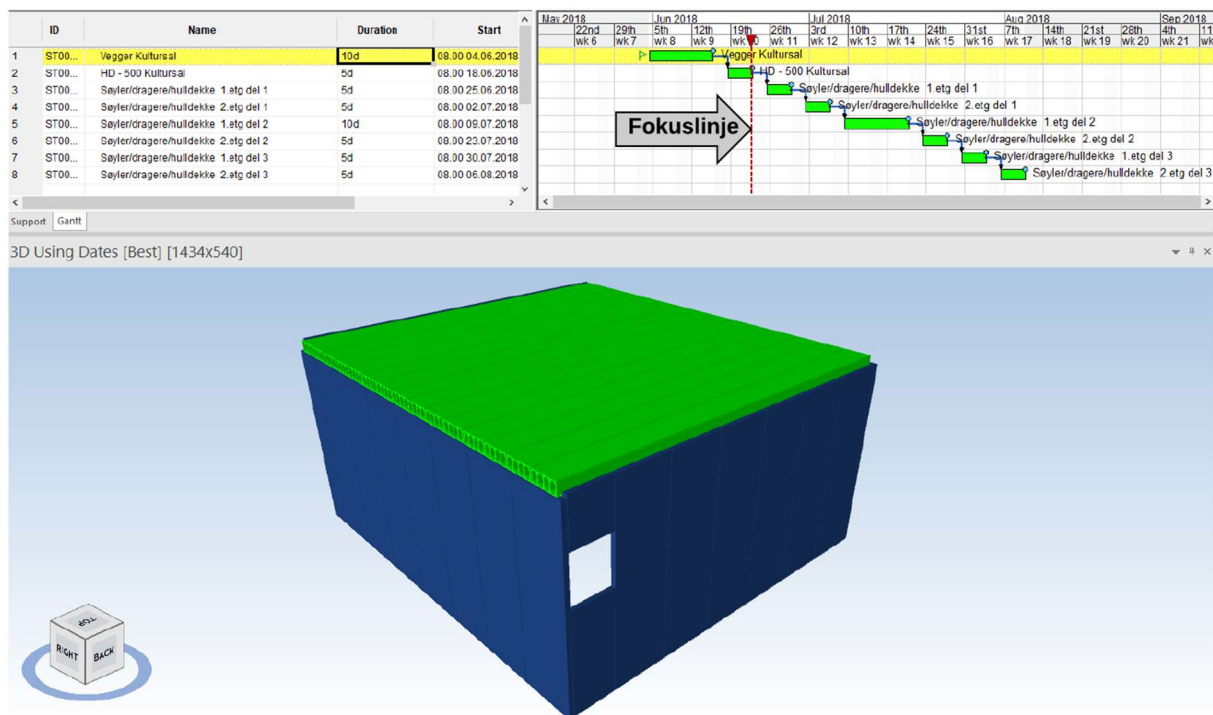 ID Name Duration Start
1 ST00... Vegger Kultursal 10d 08.00 04.06.2018
2 ST00... HD - 500 Kultursal 5d 08.00 18.06.2018
3 ST00... Søyler/dragere/hulldekke 1.etg del 1 5d 08.00 25.06.2018
4 ST00... Søyler/dragere/hulldekke 2.etg del 1 5d 08.00 02.07.2018
5 ST00... Søyler/dragere/hulldekke 1.etg del 2 10d 08.00 09.07.2018
6 ST00... Søyler/dragere/hulldekke 2.etg del 2 5d 08.00 23.07.2018
7 ST00... Søyler/dragere/hulldekke 1.etg del 3 5d 08.00 30.07.2018
8 ST00... Søyler/dragere/hulldekke 2.etg del 3 5d 08.00 06.08.2018
May 2018 Jun 2018 Jul 2018 Aug 2018 Sep 2018
22nd 29th 5th 12th 19th 26th 3rd 10th 17th 24th 31st 7th 14th 21st 28th 4th 11
wk 6 wk 7 wk 8 wk 9 wk 10 wk 11 wk 12 wk 13 wk 14 wk 15 wk 16 wk 17 wk 18 wk 19 wk 20 wk 21 wk
Vegger Kultursal
HD - 500 Kultursal
Søyler/dragere/hulldekke 1.etg del 1
Søyler/dragere/hulldekke 2.etg del 1
Fokuslinje
Søyler/dragere/hulldekke 1.etg del 2
Søyler/dragere/hulldekke 2.etg del 2
Søyler/dragere/hulldekke 1.etg del 3
Søyler/dragere/hulldekke 2.etg del 3
Support Gantt
3D Using Dates [Best] [1434x540]
TOP
RIGHT BACK